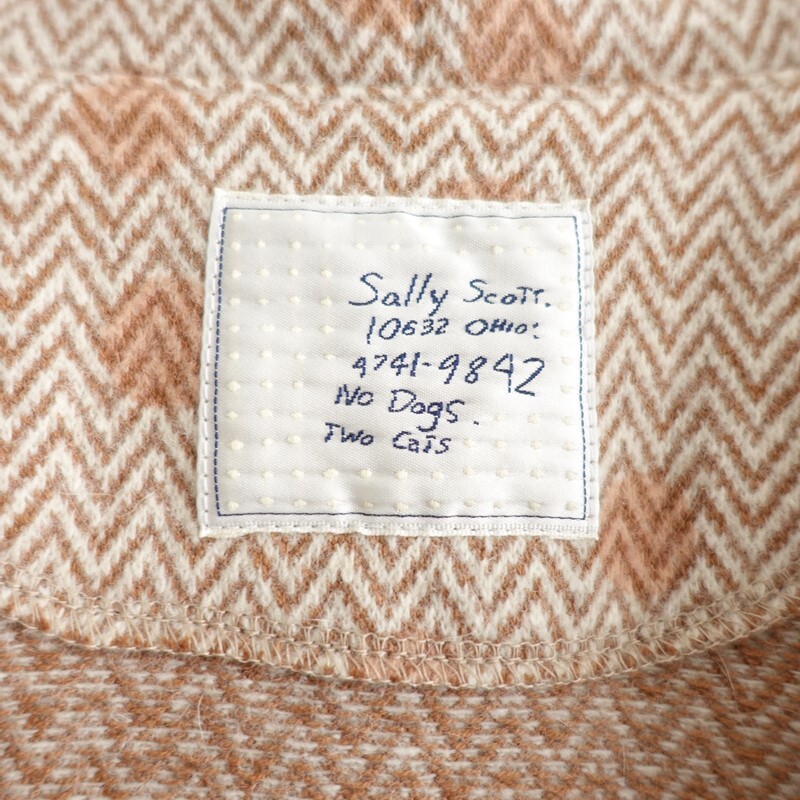 Sally Scott.
10632 Ohio:
4741-9842
No Dogs.
Two Cats